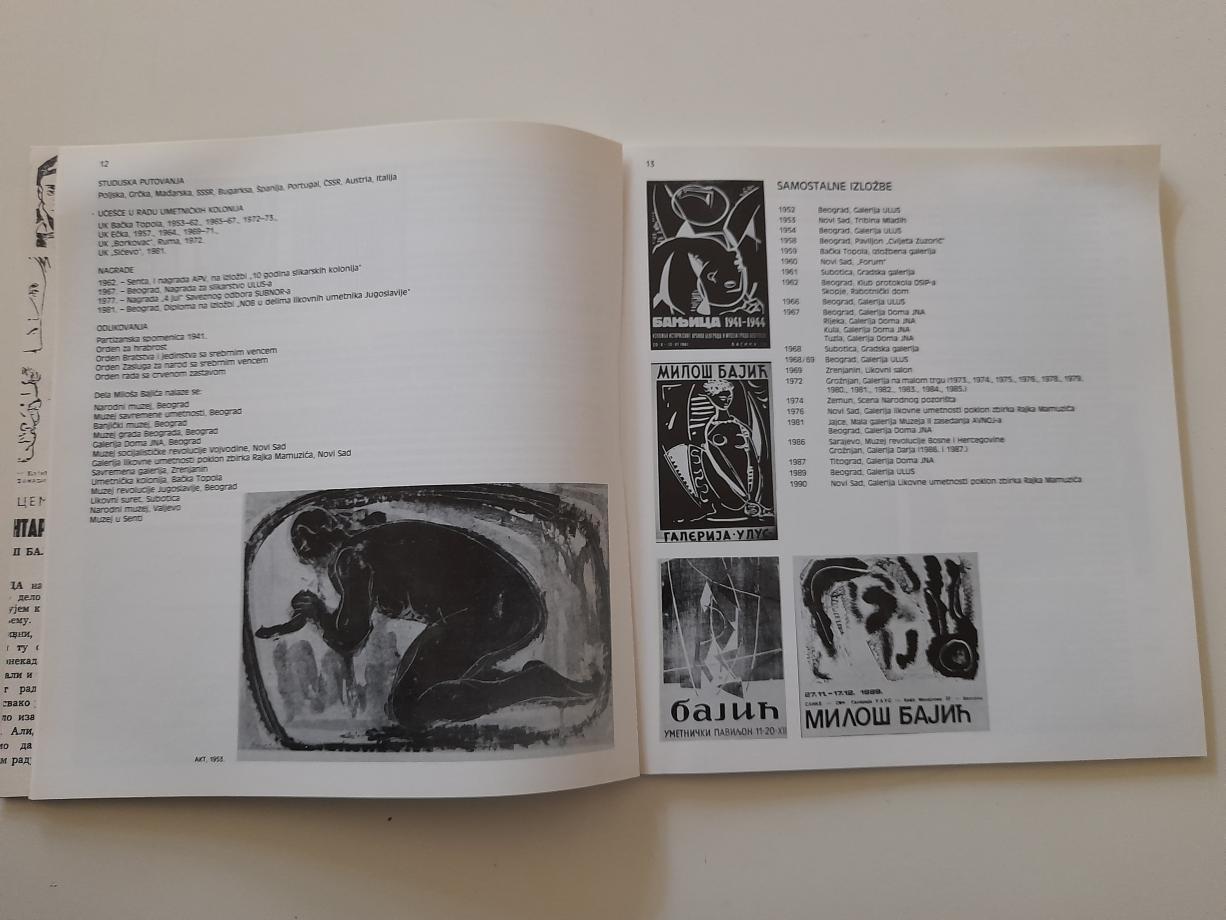 12
STUDIJSKA PUTOVANJA
Poljska, Grčka, Mađarska, SSSR, Bugarska, Španija, Portugal, ČSSR, Austria, Italija
UČEŠĆE U RADU UMETNIČKIH KOLONIJA
UK Bačka Topola, 1953–62., 1965–67., 1972–73.,
UK Ečka, 1957., 1964., 1969–71.,
UK „Borkovac", Ruma, 1972.
UK „Sićevo", 1981.
NAGRADE
1962. – Senta, I nagrada APV, na izložbi „10 godina slikarskih kolonija"
1967. – Beograd, Nagrada za slikarstvo ULUS-a
1977. – Nagrada „4 jul" Saveznog odbora SUBNOR-a
1981. – Beograd, Diploma na izložbi „NOB u delima likovnih umetnika Jugoslavije"
ODLIKOVANJA
Partizanska spomenica 1941.
Orden za hrabrost
Orden Bratstva i jedinstva sa srebrnim vencem
Orden Zasluga za narod sa srebrnim vencem
Orden rada sa crvenom zastavom
Dela Miloša Bajića nalaze se:
Narodni muzej, Beograd
Muzej savremene umetnosti, Beograd
Banjički muzej, Beograd
Muzej grada Beograda, Beograd
Galerija Doma JNA, Beograd
Muzej socijalističke revolucije Vojvodine, Novi Sad
Galerija likovne umetnosti poklon zbirka Rajka Mamuzića, Novi Sad
Savremena galerija, Zrenjanin
Umetnička kolonija, Bačka Topola
Muzej revolucije Jugoslavije, Beograd
Likovni suret, Subotica
Narodni muzej, Valjevo
Muzej u Senti
AKT, 1953.
13
SAMOSTALNE IZLOŽBE
1952 Beograd, Galerija ULUS
1953 Novi Sad, Tribina Mladih
1954 Beograd, Galerija ULUS
1958 Beograd, Paviljon „Cvijeta Zuzorić"
1959 Bačka Topola, Izložbena galerija
1960 Novi Sad, „Forum"
1961 Subotica, Gradska galerija
1962 Beograd, Klub protokola DSIP-a
Skopje, Rabotnički dom
1966 Beograd, Galerija ULUS
1967 Beograd, Galerija Doma JNA
Rijeka, Galerija Doma JNA
Kula, Galerija Doma JNA
Tuzla, Galerija Doma JNA
1968 Subotica, Gradska galerija
1968/69 Beograd, Galerija ULUS
1969 Zrenjanin, Likovni salon
1972 Grožnjan, Galerija na malom trgu (1973., 1974., 1975., 1976., 1978., 1979.
1980., 1981., 1982., 1983., 1984., 1985.)
1974 Zemun, Scena Narodnog pozorišta
1976 Novi Sad, Galerija likovne umetnosti poklon zbirka Rajka Mamuzića
1981 Jajce, Mala galerija Muzeja II zasedanja AVNOJ-a
Beograd, Galerija Doma JNA
1986 Sarajevo, Muzej revolucije Bosne i Hercegovine
Grožnjan, Galerija Darja (1986. i 1987.)
1987 Titograd, Galerija Doma JNA
1989 Beograd, Galerija ULUS
1990 Novi Sad, Galerija Likovne umetnosti poklon zbirka Rajka Mamuzića
БАЊИЦА 1941–1944
МИЛОШ БАЈИЋ
ГАЛЕРИЈА·УЛУС
бајић
УМЕТНИЧКИ ПАВИЉОН 11-20-XII
27.11.–17.12. 1989.
МИЛОШ БАЈИЋ